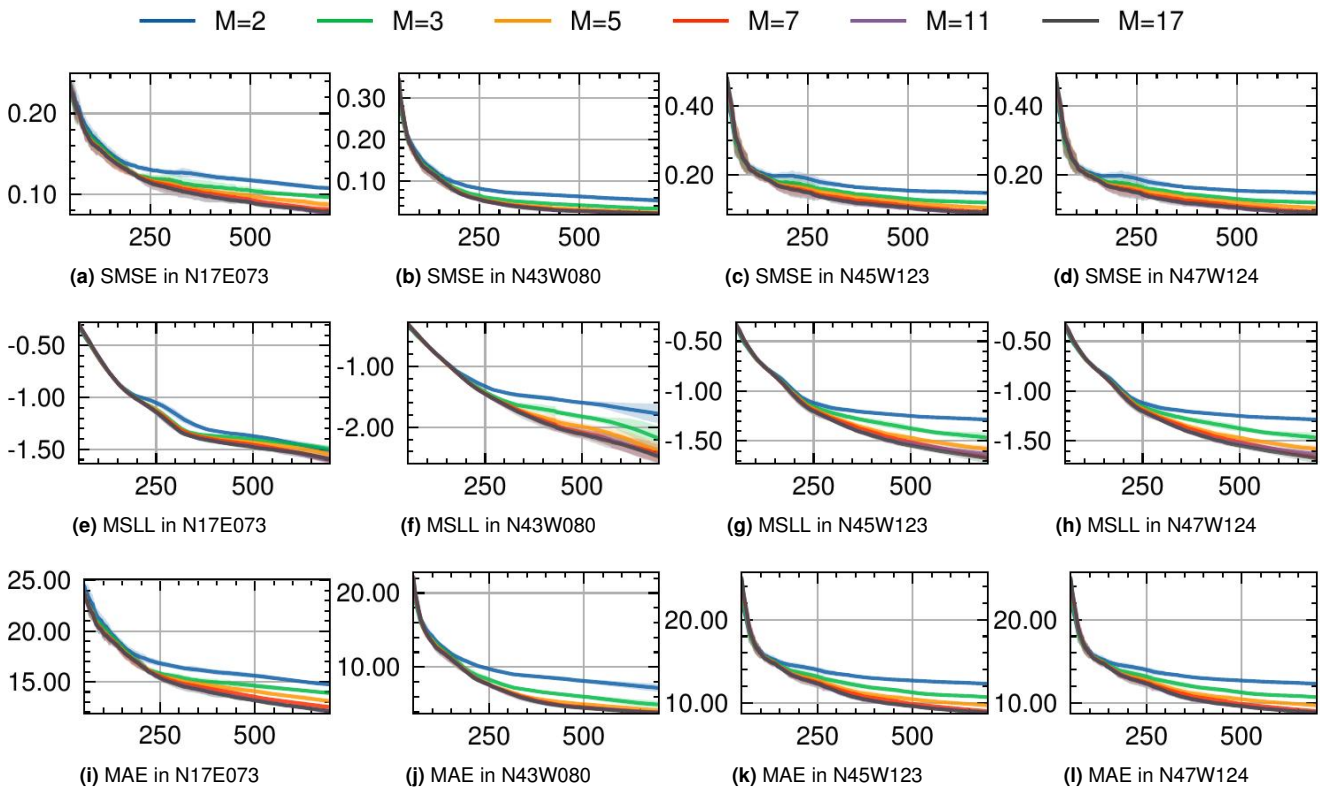 M=2 M=3 M=5 M=7 M=11 M=17
0.20 0.30 0.40 0.40
0.20
0.10 0.10 0.20 0.20
250 500 250 500 250 500 250 500
(a) SMSE in N17E073 (b) SMSE in N43W080 (c) SMSE in N45W123 (d) SMSE in N47W124
-0.50 -1.00 -0.50 -0.50
-1.00 -1.00 -1.00
-1.50 -2.00 -1.50 -1.50
250 500 250 500 250 500 250 500
(e) MSLL in N17E073 (f) MSLL in N43W080 (g) MSLL in N45W123 (h) MSLL in N47W124
25.00 20.00
20.00 20.00 20.00
15.00 10.00
10.00 10.00
250 500 250 500 250 500 250 500
(i) MAE in N17E073 (j) MAE in N43W080 (k) MAE in N45W123 (l) MAE in N47W124